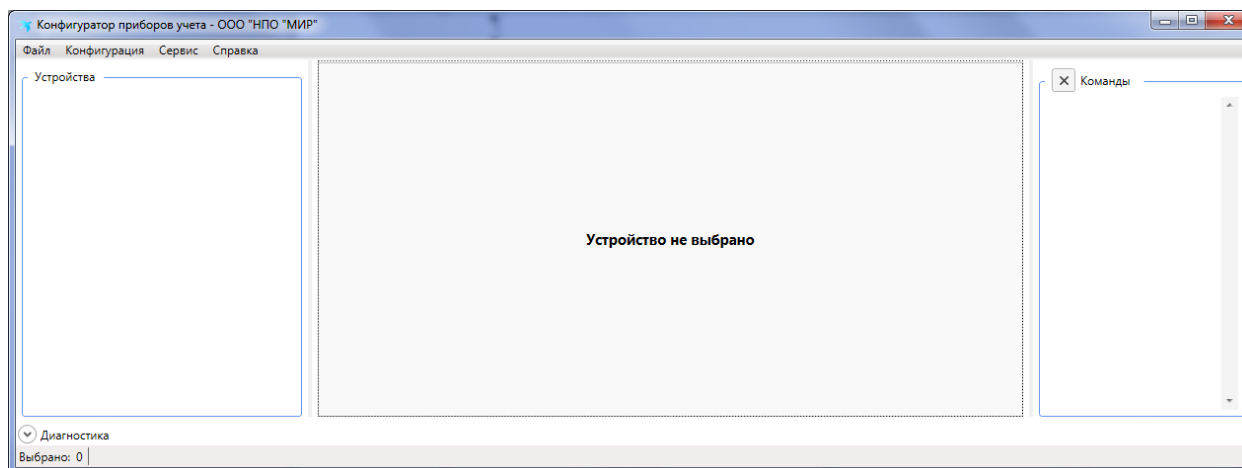 Конфигуратор приборов учета - ООО "НПО "МИР"
Файл Конфигурация Сервис Справка
Устройства
Команды
Устройство не выбрано
Диагностика
Выбрано: 0